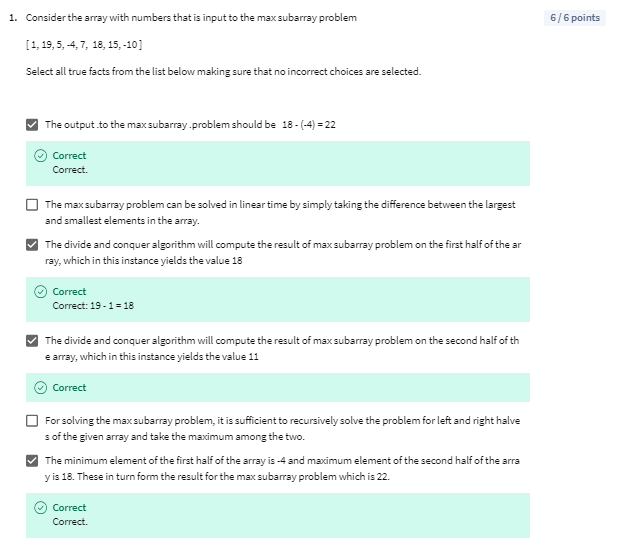 1. Consider the array with numbers that is input to the max subarray problem
6 / 6 points
[ 1, 19, 5, -4, 7, 18, 15, -10 ]
Select all true facts from the list below making sure that no incorrect choices are selected.
The output .to the max subarray .problem should be 18 - (-4) = 22
Correct
Correct.
The max subarray problem can be solved in linear time by simply taking the difference between the largest
and smallest elements in the array.
The divide and conquer algorithm will compute the result of max subarray problem on the first half of the ar
ray, which in this instance yields the value 18
Correct
Correct: 19 - 1 = 18
The divide and conquer algorithm will compute the result of max subarray problem on the second half of th
e array, which in this instance yields the value 11
Correct
For solving the max subarray problem, it is sufficient to recursively solve the problem for left and right halve
s of the given array and take the maximum among the two.
The minimum element of the first half of the array is -4 and maximum element of the second half of the arra
y is 18. These in turn form the result for the max subarray problem which is 22.
Correct
Correct.